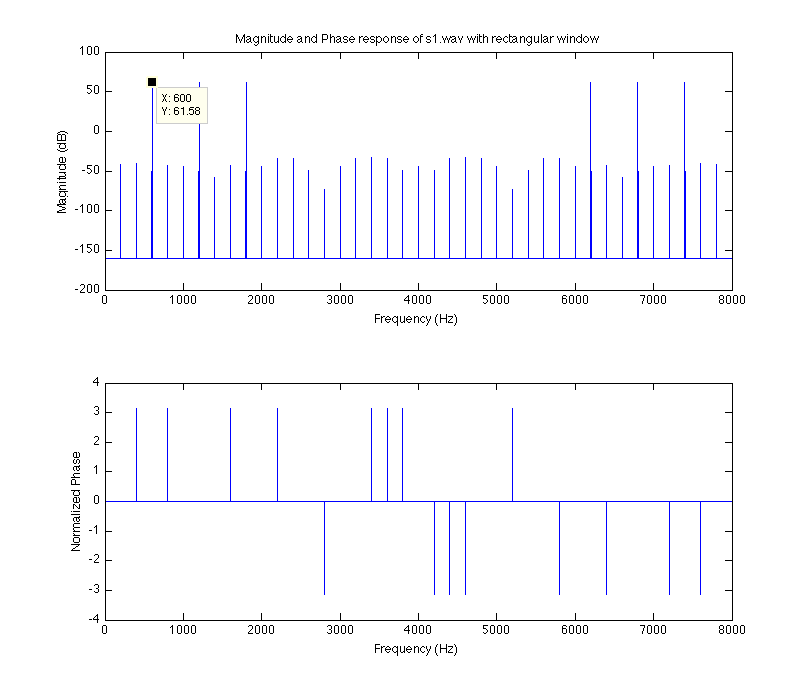 Magnitude and Phase response of s1.wav with rectangular window
100
50
0
-50
-100
-150
-200
Magnitude (dB)
X: 600
Y: 61.58
0 1000 2000 3000 4000 5000 6000 7000 8000
Frequency (Hz)
4
3
2
1
0
-1
-2
-3
-4
Normalized Phase
0 1000 2000 3000 4000 5000 6000 7000 8000
Frequency (Hz)